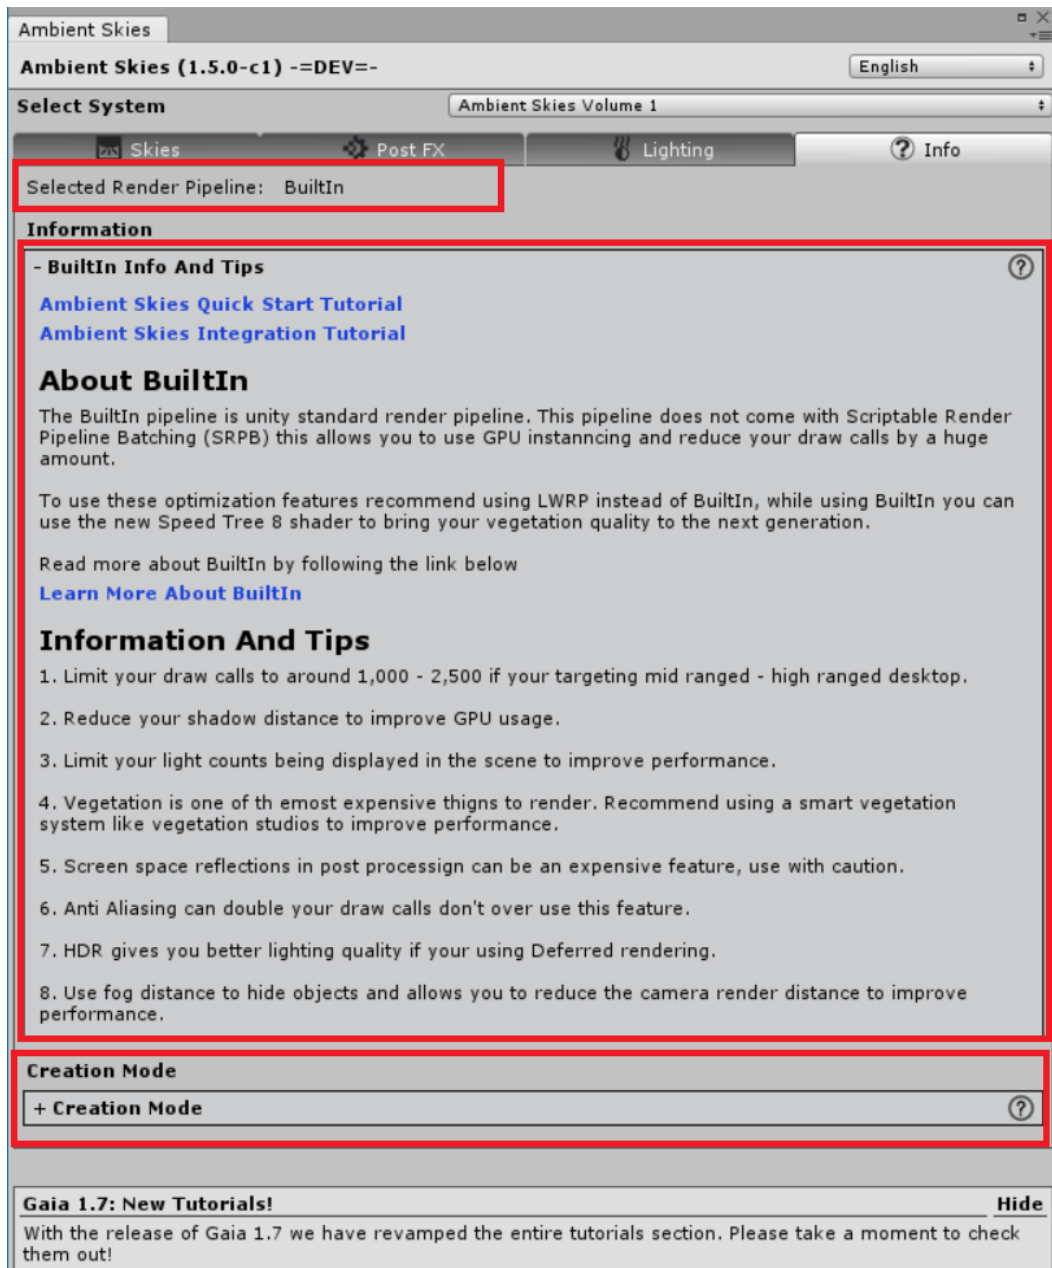 Ambient Skies
Ambient Skies (1.5.0-c1) -=DEV=-
English
Select System
Ambient Skies Volume 1
Skies
Post FX
Lighting
Info
Selected Render Pipeline: BuiltIn
Information
- BuiltIn Info And Tips
Ambient Skies Quick Start Tutorial
Ambient Skies Integration Tutorial
About BuiltIn
The BuiltIn pipeline is unity standard render pipeline. This pipeline does not come with Scriptable Render
Pipeline Batching (SRPB) this allows you to use GPU instanncing and reduce your draw calls by a huge
amount.
To use these optimization features recommend using LWRP instead of BuiltIn, while using BuiltIn you can
use the new Speed Tree 8 shader to bring your vegetation quality to the next generation.
Read more about BuiltIn by following the link below
Learn More About BuiltIn
Information And Tips
1. Limit your draw calls to around 1,000 - 2,500 if your targeting mid ranged - high ranged desktop.
2. Reduce your shadow distance to improve GPU usage.
3. Limit your light counts being displayed in the scene to improve performance.
4. Vegetation is one of th emost expensive thigns to render. Recommend using a smart vegetation
system like vegetation studios to improve performance.
5. Screen space reflections in post processign can be an expensive feature, use with caution.
6. Anti Aliasing can double your draw calls don't over use this feature.
7. HDR gives you better lighting quality if your using Deferred rendering.
8. Use fog distance to hide objects and allows you to reduce the camera render distance to improve
performance.
Creation Mode
+ Creation Mode
Gaia 1.7: New Tutorials!
Hide
With the release of Gaia 1.7 we have revamped the entire tutorials section. Please take a moment to check
them out!